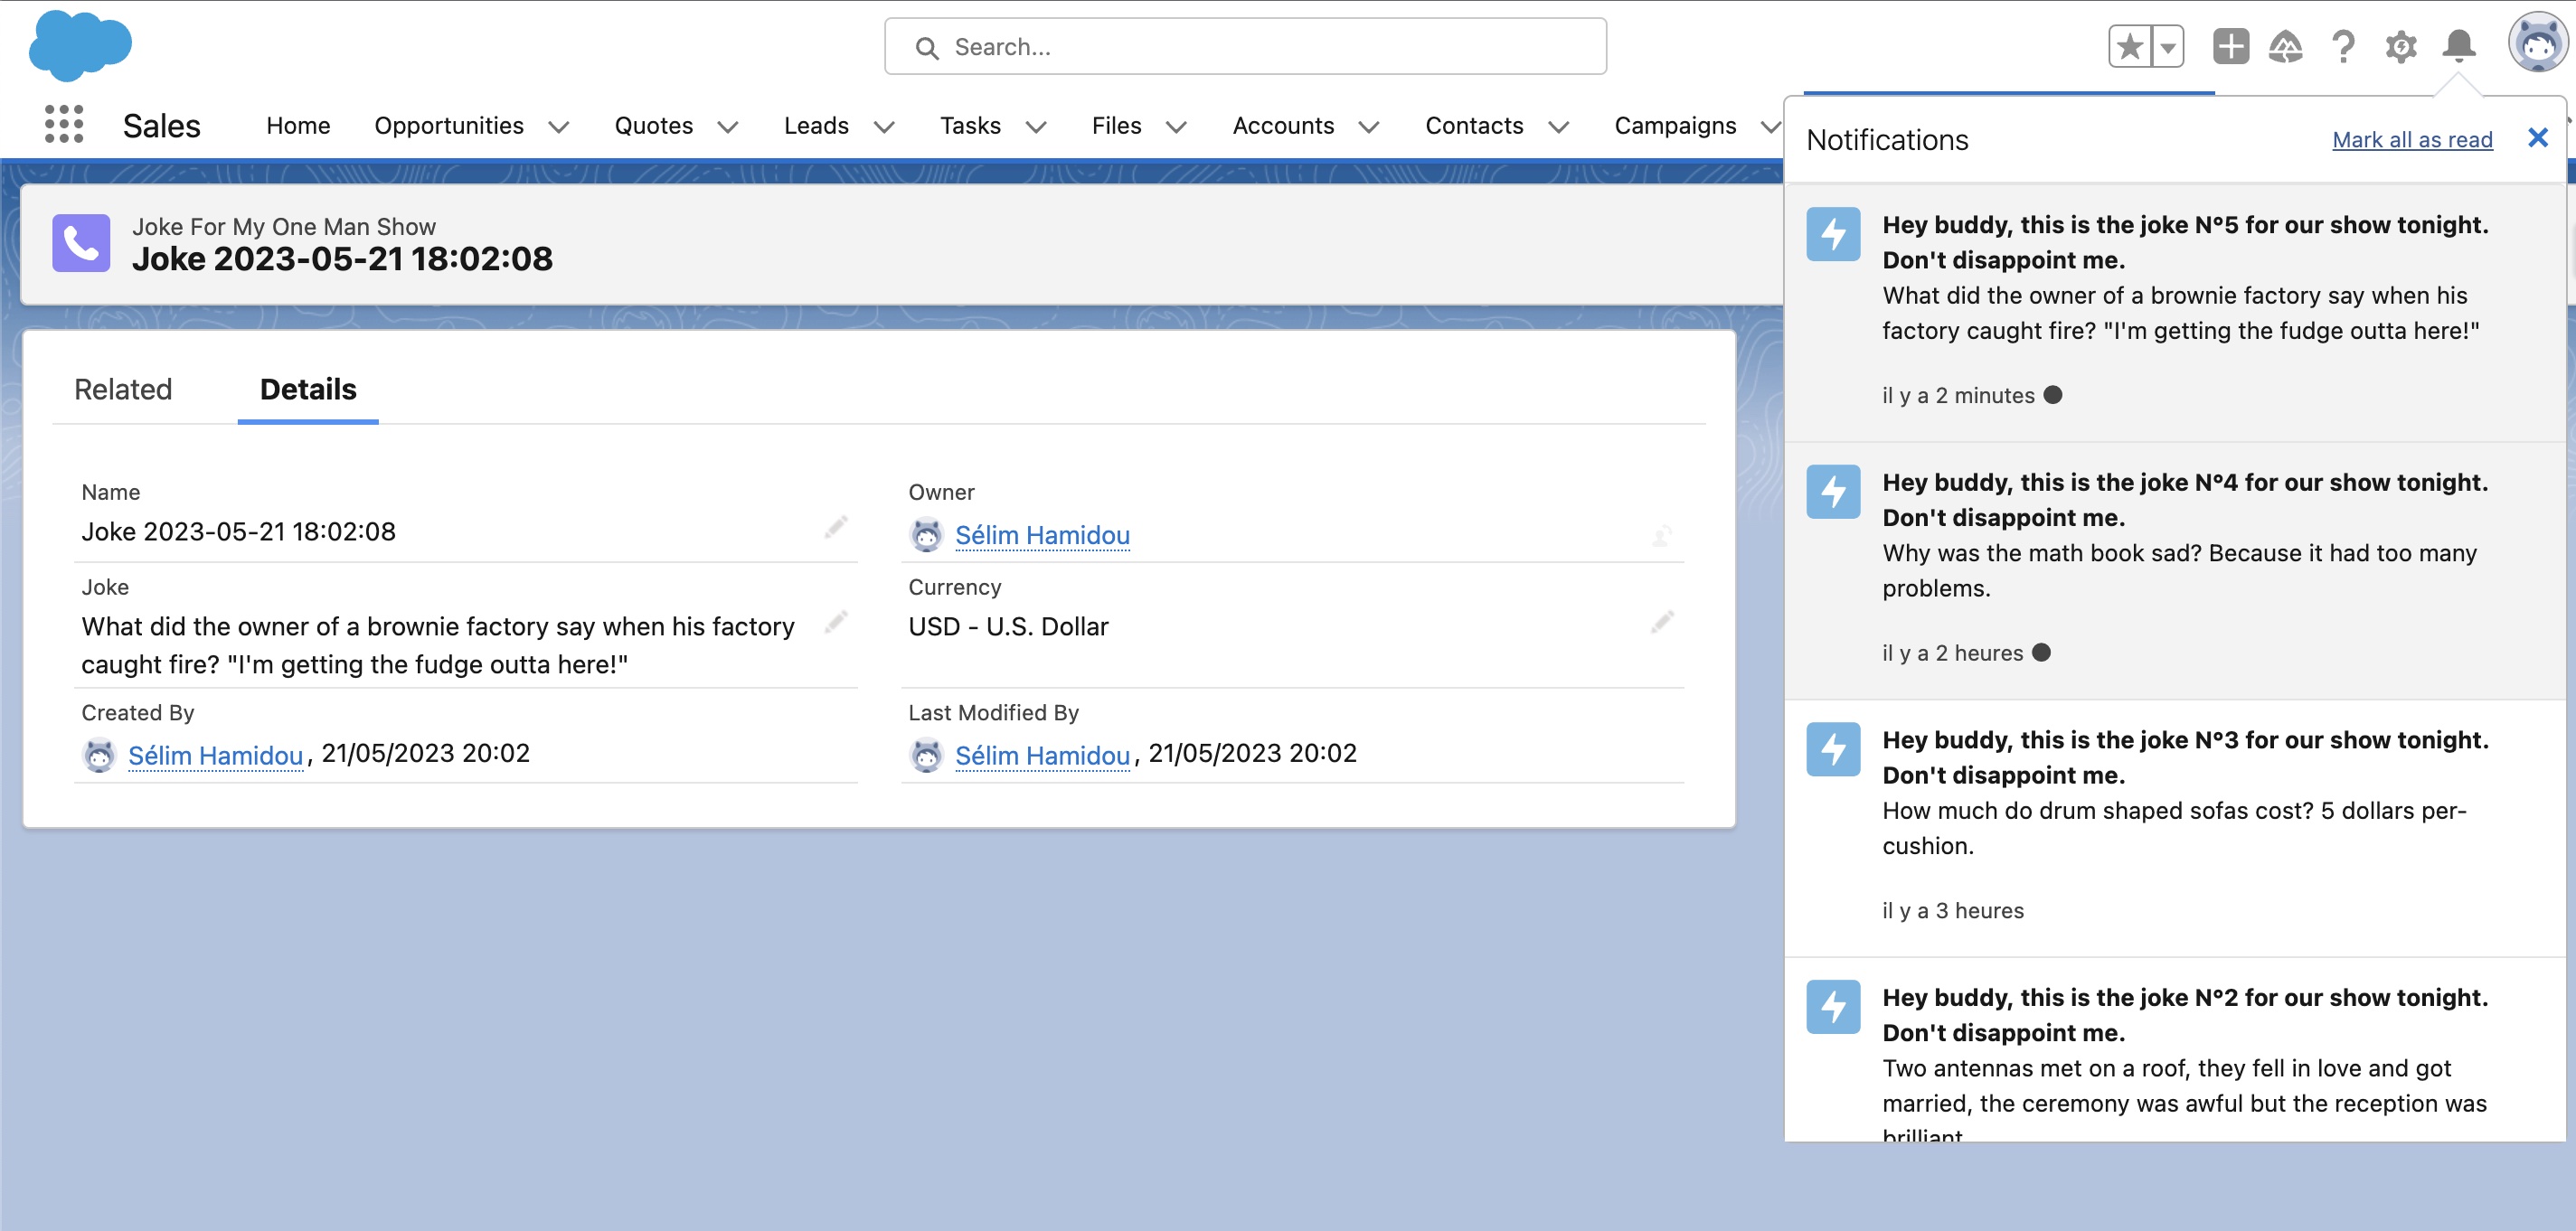 Search...
Sales
Home
Opportunities
Quotes
Leads
Tasks
Files
Accounts
Contacts
Campaigns
Joke For My One Man Show
Joke 2023-05-21 18:02:08
Related
Details
Name
Joke 2023-05-21 18:02:08
Owner
Sélim Hamidou
Joke
What did the owner of a brownie factory say when his factory
caught fire? "I'm getting the fudge outta here!"
Currency
USD - U.S. Dollar
Created By
Sélim Hamidou, 21/05/2023 20:02
Last Modified By
Sélim Hamidou, 21/05/2023 20:02
Notifications
Mark all as read
Hey buddy, this is the joke N°5 for our show tonight.
Don't disappoint me.
What did the owner of a brownie factory say when his
factory caught fire? "I'm getting the fudge outta here!"
il y a 2 minutes
Hey buddy, this is the joke N°4 for our show tonight.
Don't disappoint me.
Why was the math book sad? Because it had too many
problems.
il y a 2 heures
Hey buddy, this is the joke N°3 for our show tonight.
Don't disappoint me.
How much do drum shaped sofas cost? 5 dollars per-
cushion.
il y a 3 heures
Hey buddy, this is the joke N°2 for our show tonight.
Don't disappoint me.
Two antennas met on a roof, they fell in love and got
married, the ceremony was awful but the reception was
brilliant